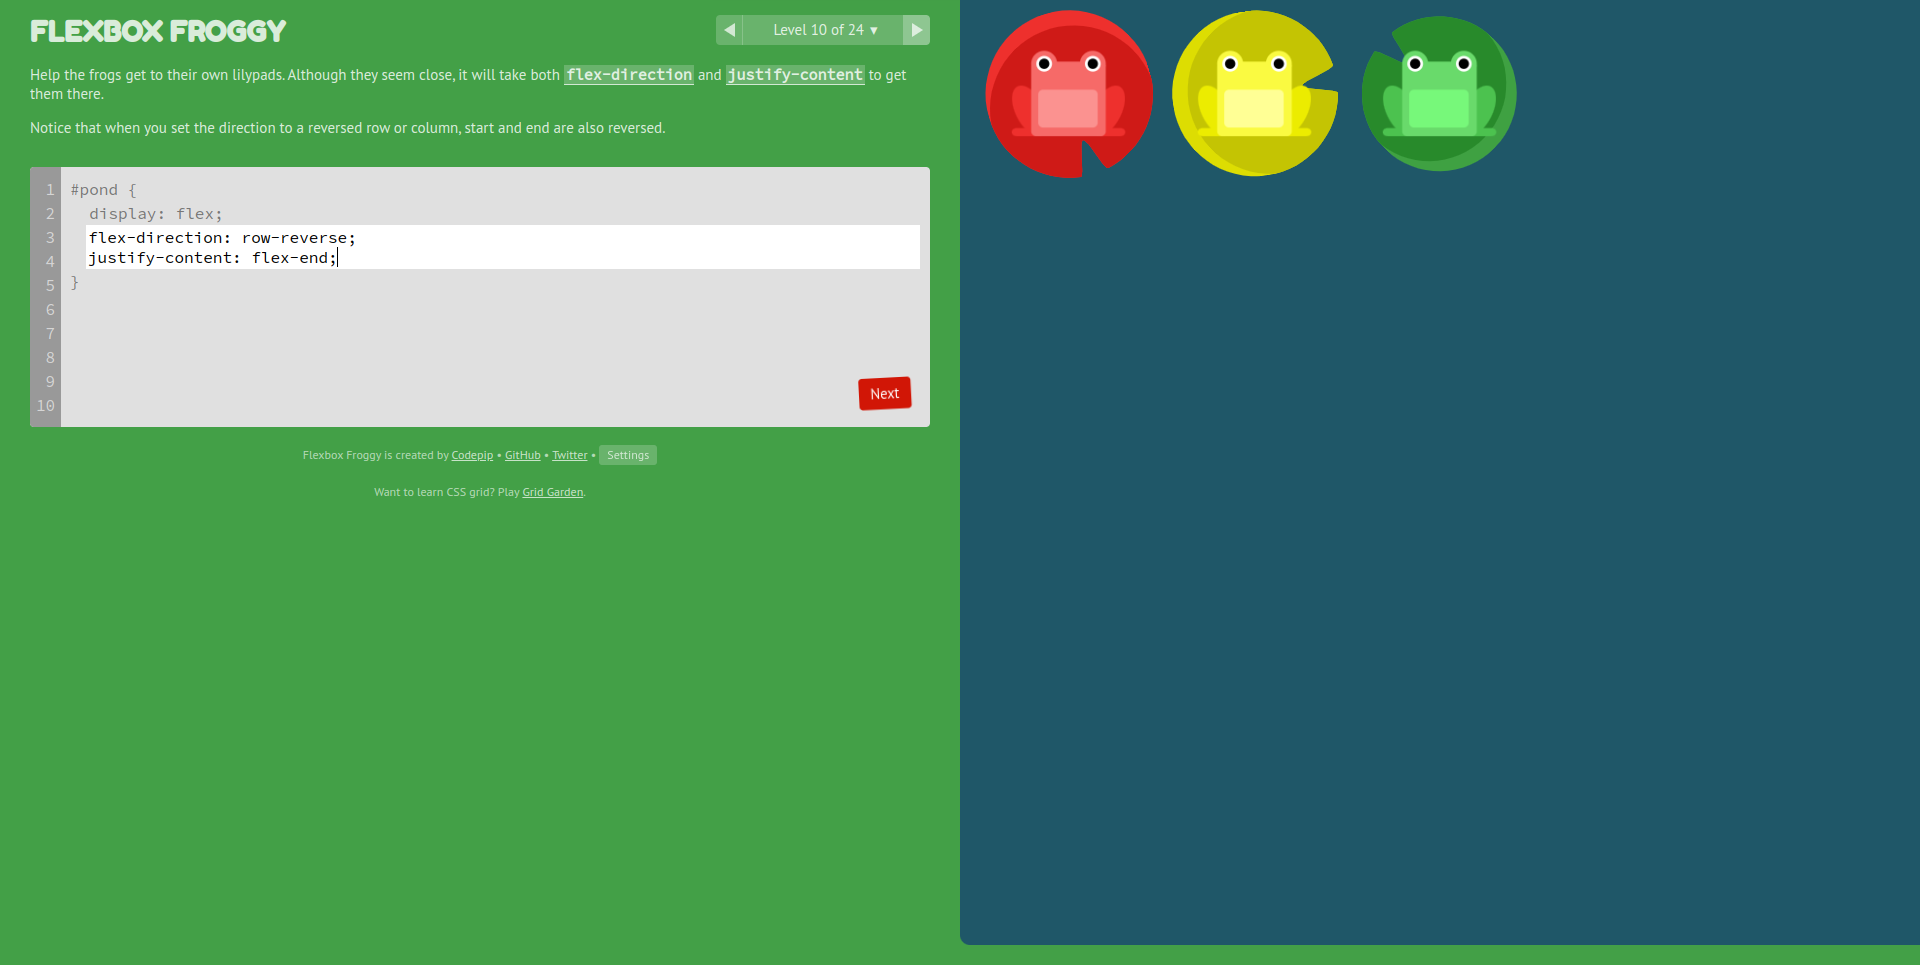 FLEXBOX FROGGY
◀ Level 10 of 24 ▾ ▶
Help the frogs get to their own lilypads. Although they seem close, it will take both flex-direction and justify-content to get
them there.
Notice that when you set the direction to a reversed row or column, start and end are also reversed.
1 #pond {
2 display: flex;
3 flex-direction: row-reverse;
4 justify-content: flex-end;
5 }
6
7
8
9
10
Next
Flexbox Froggy is created by Codepip • GitHub • Twitter • Settings
Want to learn CSS grid? Play Grid Garden.